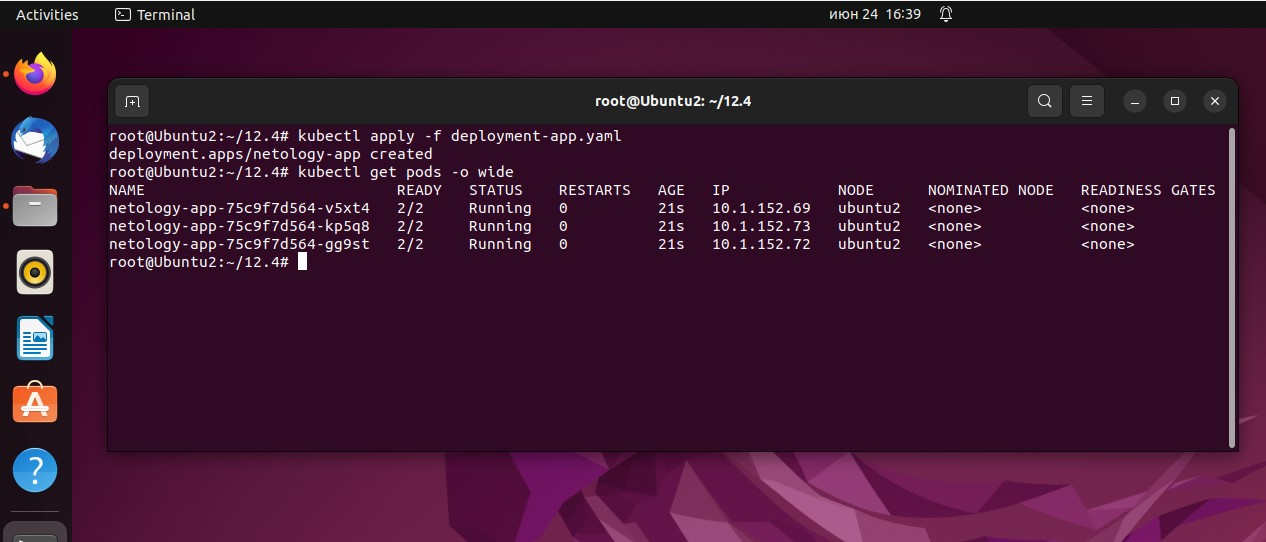 Activities Terminal июн 24 16:39
root@Ubuntu2: ~/12.4
root@Ubuntu2:~/12.4# kubectl apply -f deployment-app.yaml
deployment.apps/netology-app created
root@Ubuntu2:~/12.4# kubectl get pods -o wide
NAME READY STATUS RESTARTS AGE IP NODE NOMINATED NODE READINESS GATES
netology-app-75c9f7d564-v5xt4 2/2 Running 0 21s 10.1.152.69 ubuntu2 <none> <none>
netology-app-75c9f7d564-kp5q8 2/2 Running 0 21s 10.1.152.73 ubuntu2 <none> <none>
netology-app-75c9f7d564-gg9st 2/2 Running 0 21s 10.1.152.72 ubuntu2 <none> <none>
root@Ubuntu2:~/12.4#